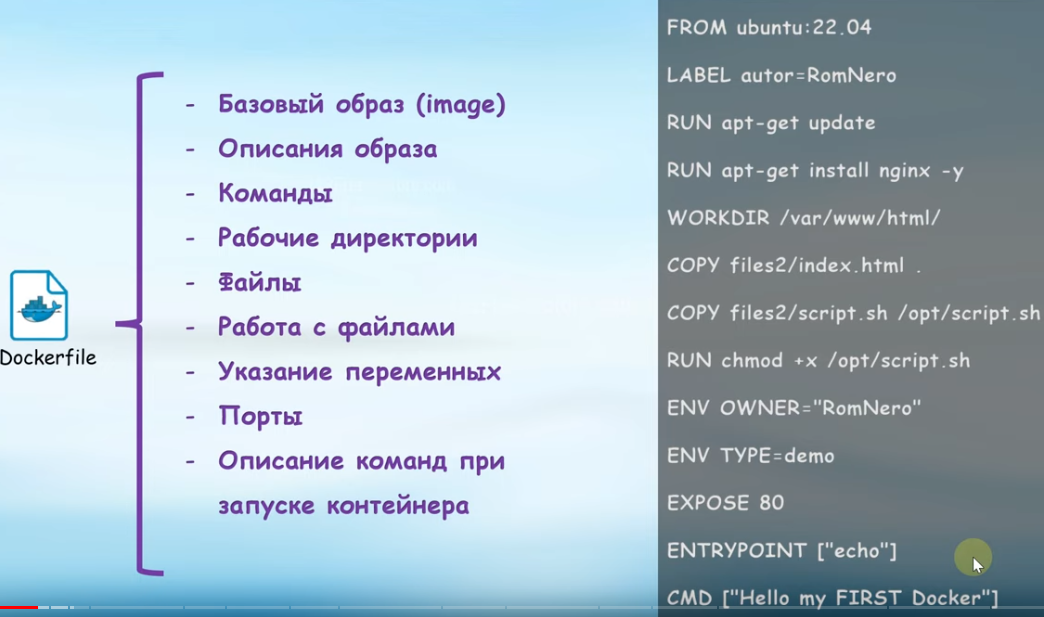 Dockerfile
- Базовый образ (image)
- Описания образа
- Команды
- Рабочие директории
- Файлы
- Работа с файлами
- Указание переменных
- Порты
- Описание команд при
запуске контейнера
FROM ubuntu:22.04
LABEL autor=RomNero
RUN apt-get update
RUN apt-get install nginx -y
WORKDIR /var/www/html/
COPY files2/index.html .
COPY files2/script.sh /opt/script.sh
RUN chmod +x /opt/script.sh
ENV OWNER="RomNero"
ENV TYPE=demo
EXPOSE 80
ENTRYPOINT ["echo"]
CMD ["Hello my FIRST Docker"]